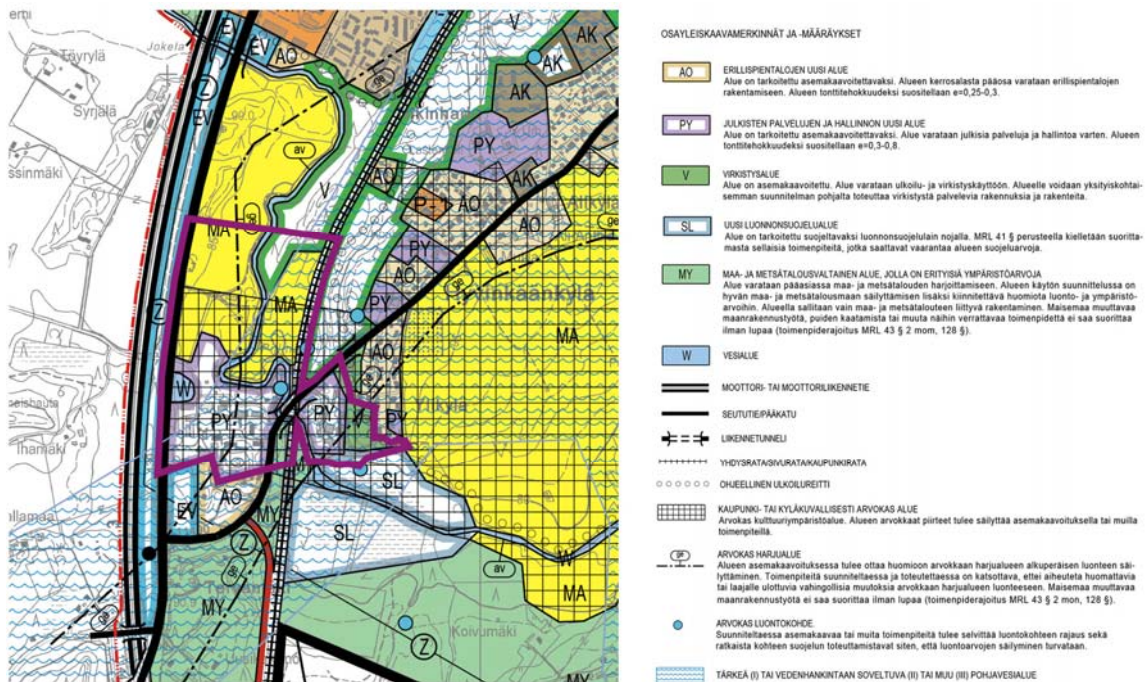 Töyrylä
Jokela
Syrjälä
Z
EV
EV
EV
AO
99.0
ge
V
AK
AK
AK
AK
PY
av
V
AO
AK
P
AO
AO
MA
MA
PY
AO
PY
MA
Z
W
PY
PY
AO
PY
Ihamäki
EV
AO
MY
SL
SL
Z
av
W
MA
MY
Koivumäki
Z
MY
OSAYLEISKAAVAMERKINNÄT JA -MÄÄRÄYKSET
AO
ERILLISPIENTALOJEN UUSI ALUE
Alue on tarkoitettu asemakaavoitettavaksi. Alueen kerrosalasta pääosa varataan erillispientalojen
rakentamiseen. Alueen tonttitehokkuudeksi suositellaan e=0,25-0,3.
PY
JULKISTEN PALVELUJEN JA HALLINNON UUSI ALUE
Alue on tarkoitettu asemakaavoitettavaksi. Alue varataan julkisia palveluja ja hallintoa varten. Alueen
tonttitehokkuudeksi suositellaan e=0,3-0,8.
V
VIRKISTYSALUE
Alue on asemakaavoitettu. Alue varataan ulkoilu- ja virkistyskäyttöön. Alueelle voidaan yksityiskohtai-
semman suunnitelman pohjalta toteuttaa virkistystä palvelevia rakennuksia ja rakenteita.
SL
UUSI LUONNONSUOJELUALUE
Alue on tarkoitettu suojeltavaksi luonnonsuojelulain nojalla. MRL 41 § perusteella kielletään suoritta-
masta sellaisia toimenpiteitä, jotka saattavat vaarantaa alueen suojeluarvoja.
MY
MAA- JA METSÄTALOUSVALTAINEN ALUE, JOLLA ON ERITYISIÄ YMPÄRISTÖARVOJA
Alue varataan pääasiassa maa- ja metsätalouden harjoittamiseen. Alueen käytön suunnittelussa on
hyvän maa- ja metsätalousmaan säilyttämisen lisäksi kiinnitettävä huomiota luonto- ja ympäristö-
arvoihin. Alueella sallitaan vain maa- ja metsätalouteen liittyvä rakentaminen. Maisemaa muuttavaa
maanrakennustyötä, puiden kaatamista tai muuta näihin verrattavaa toimenpidettä ei saa suorittaa
ilman lupaa (toimenpiderajoitus MRL 43 § 2 mom, 128 §).
W
VESIALUE
MOOTTORI- TAI MOOTTORILIIKENNETIE
SEUTUTIE/PÄÄKATU
LIIKENNETUNNELI
YHDYSRATA/SIVURATA/KAUPUNKIRATA
OHJEELLINEN ULKOILUREITTI
KAUPUNKI- TAI KYLÄKUVALLISESTI ARVOKAS ALUE
Arvokas kulttuuriympäristöalue. Alueen arvokkaat piirteet tulee säilyttää asemakaavoituksella tai muilla
toimenpiteillä.
ge
ARVOKAS HARJUALUE
Alueen asemakaavoituksessa tulee ottaa huomioon arvokkaan harjualueen alkuperäisen luonteen säi-
lyttäminen. Toimenpiteitä suunniteltaessa ja toteutettaessa on katsottava, ettei aiheuteta huomattavia
tai laajalle ulottuvia vahingollisia muutoksia arvokkaan harjualueen luonteeseen. Maisemaa muuttavaa
maanrakennustyötä ei saa suorittaa ilman lupaa (toimenpiderajoitus MRL 43 § 2 mon, 128 §).
ARVOKAS LUONTOKOHDE.
Suunniteltaessa asemakaavaa tai muita toimenpiteitä tulee selvittää luontokohteen rajaus sekä
ratkaista kohteen suojelun toteuttamistavat siten, että luontoarvojen säilyminen turvataan.
TÄRKEÄ (I) TAI VEDENHANKINTAAN SOVELTUVA (II) TAI MUU (III) POHJAVESIALUE